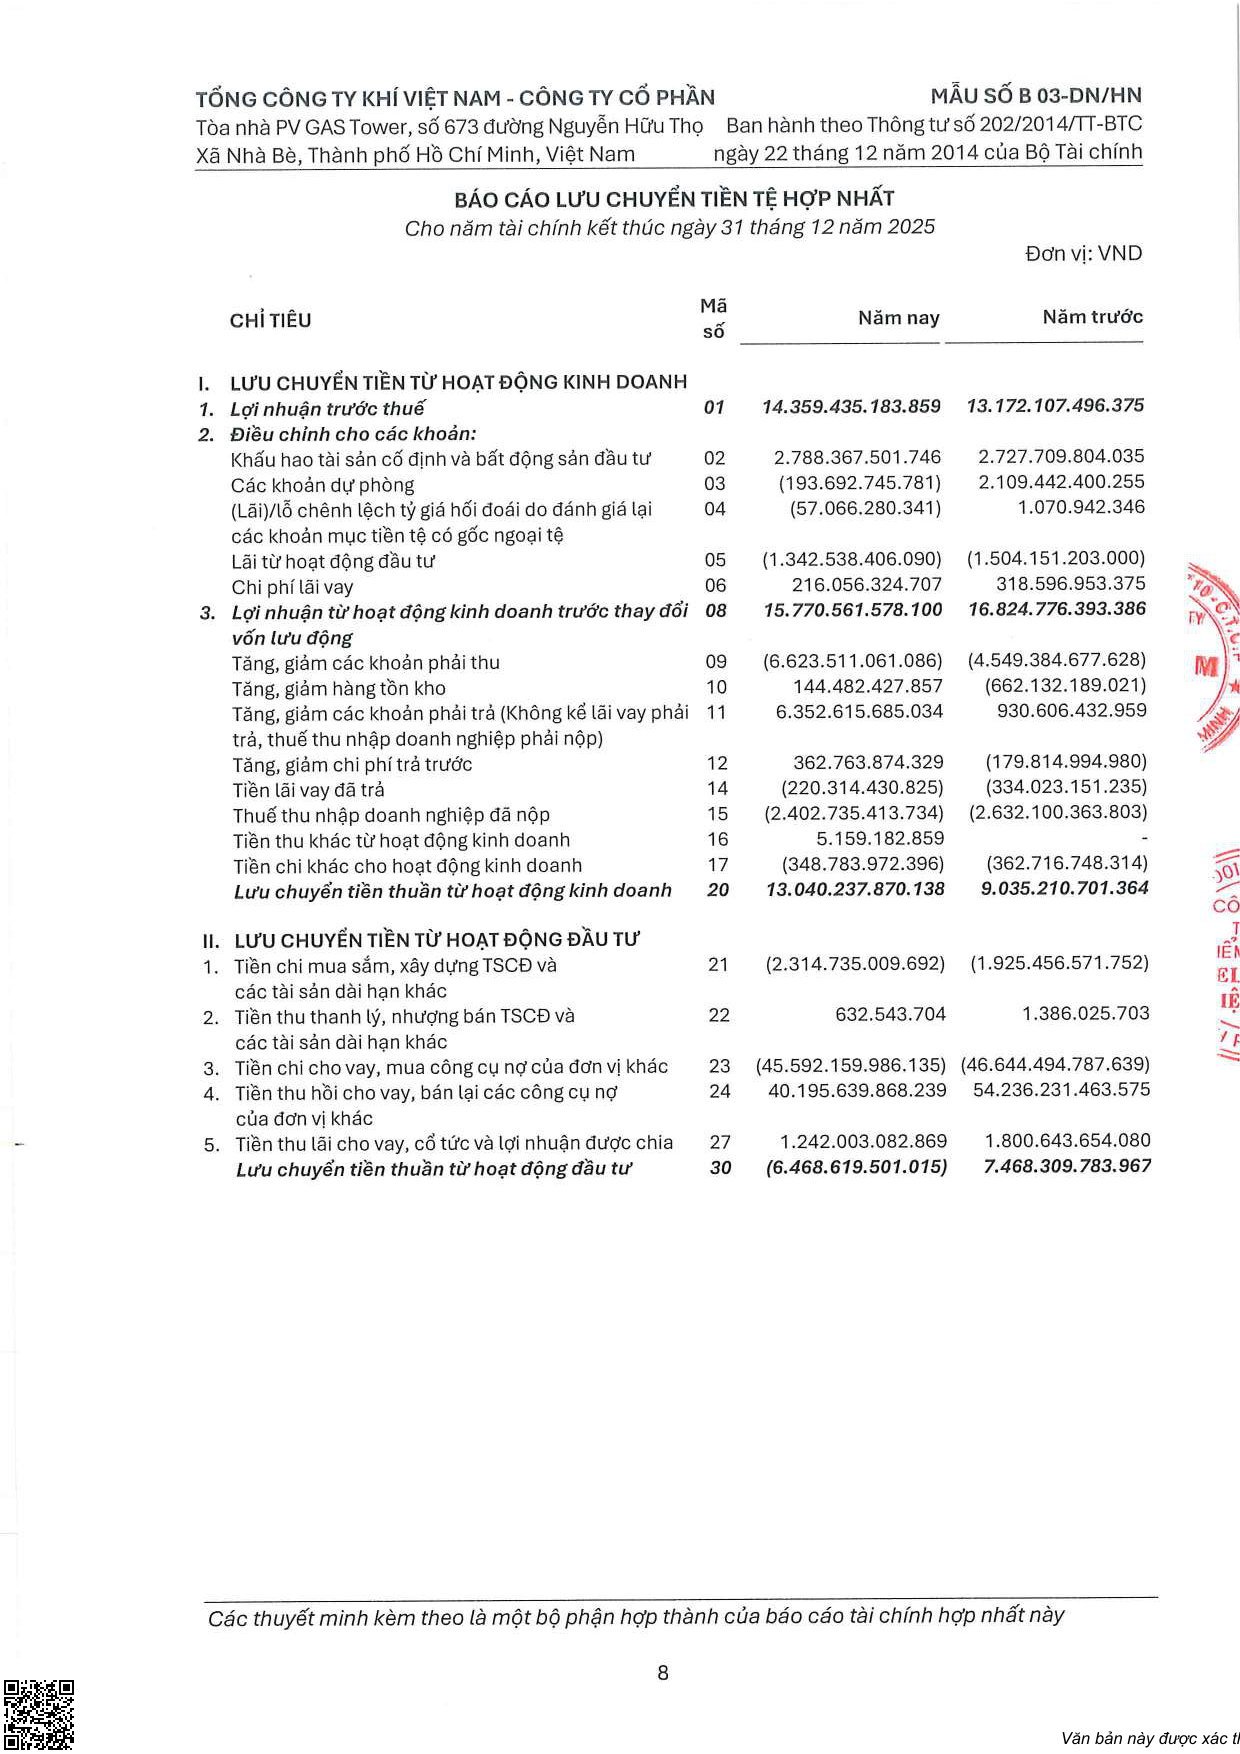 TỔNG CÔNG TY KHÍ VIỆT NAM - CÔNG TY CỔ PHẦN MẪU SỐ B 03-DN/HN
Tòa nhà PV GAS Tower, số 673 đường Nguyễn Hữu Thọ Ban hành theo Thông tư số 202/2014/TT-BTC
Xã Nhà Bè, Thành phố Hồ Chí Minh, Việt Nam ngày 22 tháng 12 năm 2014 của Bộ Tài chính
BÁO CÁO LƯU CHUYỂN TIỀN TỆ HỢP NHẤT
Cho năm tài chính kết thúc ngày 31 tháng 12 năm 2025
Đơn vị: VND
CHỈ TIÊU Mã số Năm nay Năm trước
I. LƯU CHUYỂN TIỀN TỪ HOẠT ĐỘNG KINH DOANH
1. Lợi nhuận trước thuế 01 14.359.435.183.859 13.172.107.496.375
2. Điều chỉnh cho các khoản:
Khấu hao tài sản cố định và bất động sản đầu tư 02 2.788.367.501.746 2.727.709.804.035
Các khoản dự phòng 03 (193.692.745.781) 2.109.442.400.255
(Lãi)/lỗ chênh lệch tỷ giá hối đoái do đánh giá lại 04 (57.066.280.341) 1.070.942.346
các khoản mục tiền tệ có gốc ngoại tệ
Lãi từ hoạt động đầu tư 05 (1.342.538.406.090) (1.504.151.203.000)
Chi phí lãi vay 06 216.056.324.707 318.596.953.375
3. Lợi nhuận từ hoạt động kinh doanh trước thay đổi 08 15.770.561.578.100 16.824.776.393.386
vốn lưu động
Tăng, giảm các khoản phải thu 09 (6.623.511.061.086) (4.549.384.677.628)
Tăng, giảm hàng tồn kho 10 144.482.427.857 (662.132.189.021)
Tăng, giảm các khoản phải trả (Không kể lãi vay phải 11 6.352.615.685.034 930.606.432.959
trả, thuế thu nhập doanh nghiệp phải nộp)
Tăng, giảm chi phí trả trước 12 362.763.874.329 (179.814.994.980)
Tiền lãi vay đã trả 14 (220.314.430.825) (334.023.151.235)
Thuế thu nhập doanh nghiệp đã nộp 15 (2.402.735.413.734) (2.632.100.363.803)
Tiền thu khác từ hoạt động kinh doanh 16 5.159.182.859 -
Tiền chi khác cho hoạt động kinh doanh 17 (348.783.972.396) (362.716.748.314)
Lưu chuyển tiền thuần từ hoạt động kinh doanh 20 13.040.237.870.138 9.035.210.701.364
II. LƯU CHUYỂN TIỀN TỪ HOẠT ĐỘNG ĐẦU TƯ
1. Tiền chi mua sắm, xây dựng TSCĐ và 21 (2.314.735.009.692) (1.925.456.571.752)
các tài sản dài hạn khác
2. Tiền thu thanh lý, nhượng bán TSCĐ và 22 632.543.704 1.386.025.703
các tài sản dài hạn khác
3. Tiền chi cho vay, mua công cụ nợ của đơn vị khác 23 (45.592.159.986.135) (46.644.494.787.639)
4. Tiền thu hồi cho vay, bán lại các công cụ nợ 24 40.195.639.868.239 54.236.231.463.575
của đơn vị khác
5. Tiền thu lãi cho vay, cổ tức và lợi nhuận được chia 27 1.242.003.082.869 1.800.643.654.080
Lưu chuyển tiền thuần từ hoạt động đầu tư 30 (6.468.619.501.015) 7.468.309.783.967
Các thuyết minh kèm theo là một bộ phận hợp thành của báo cáo tài chính hợp nhất này
8
Văn bản này được xác